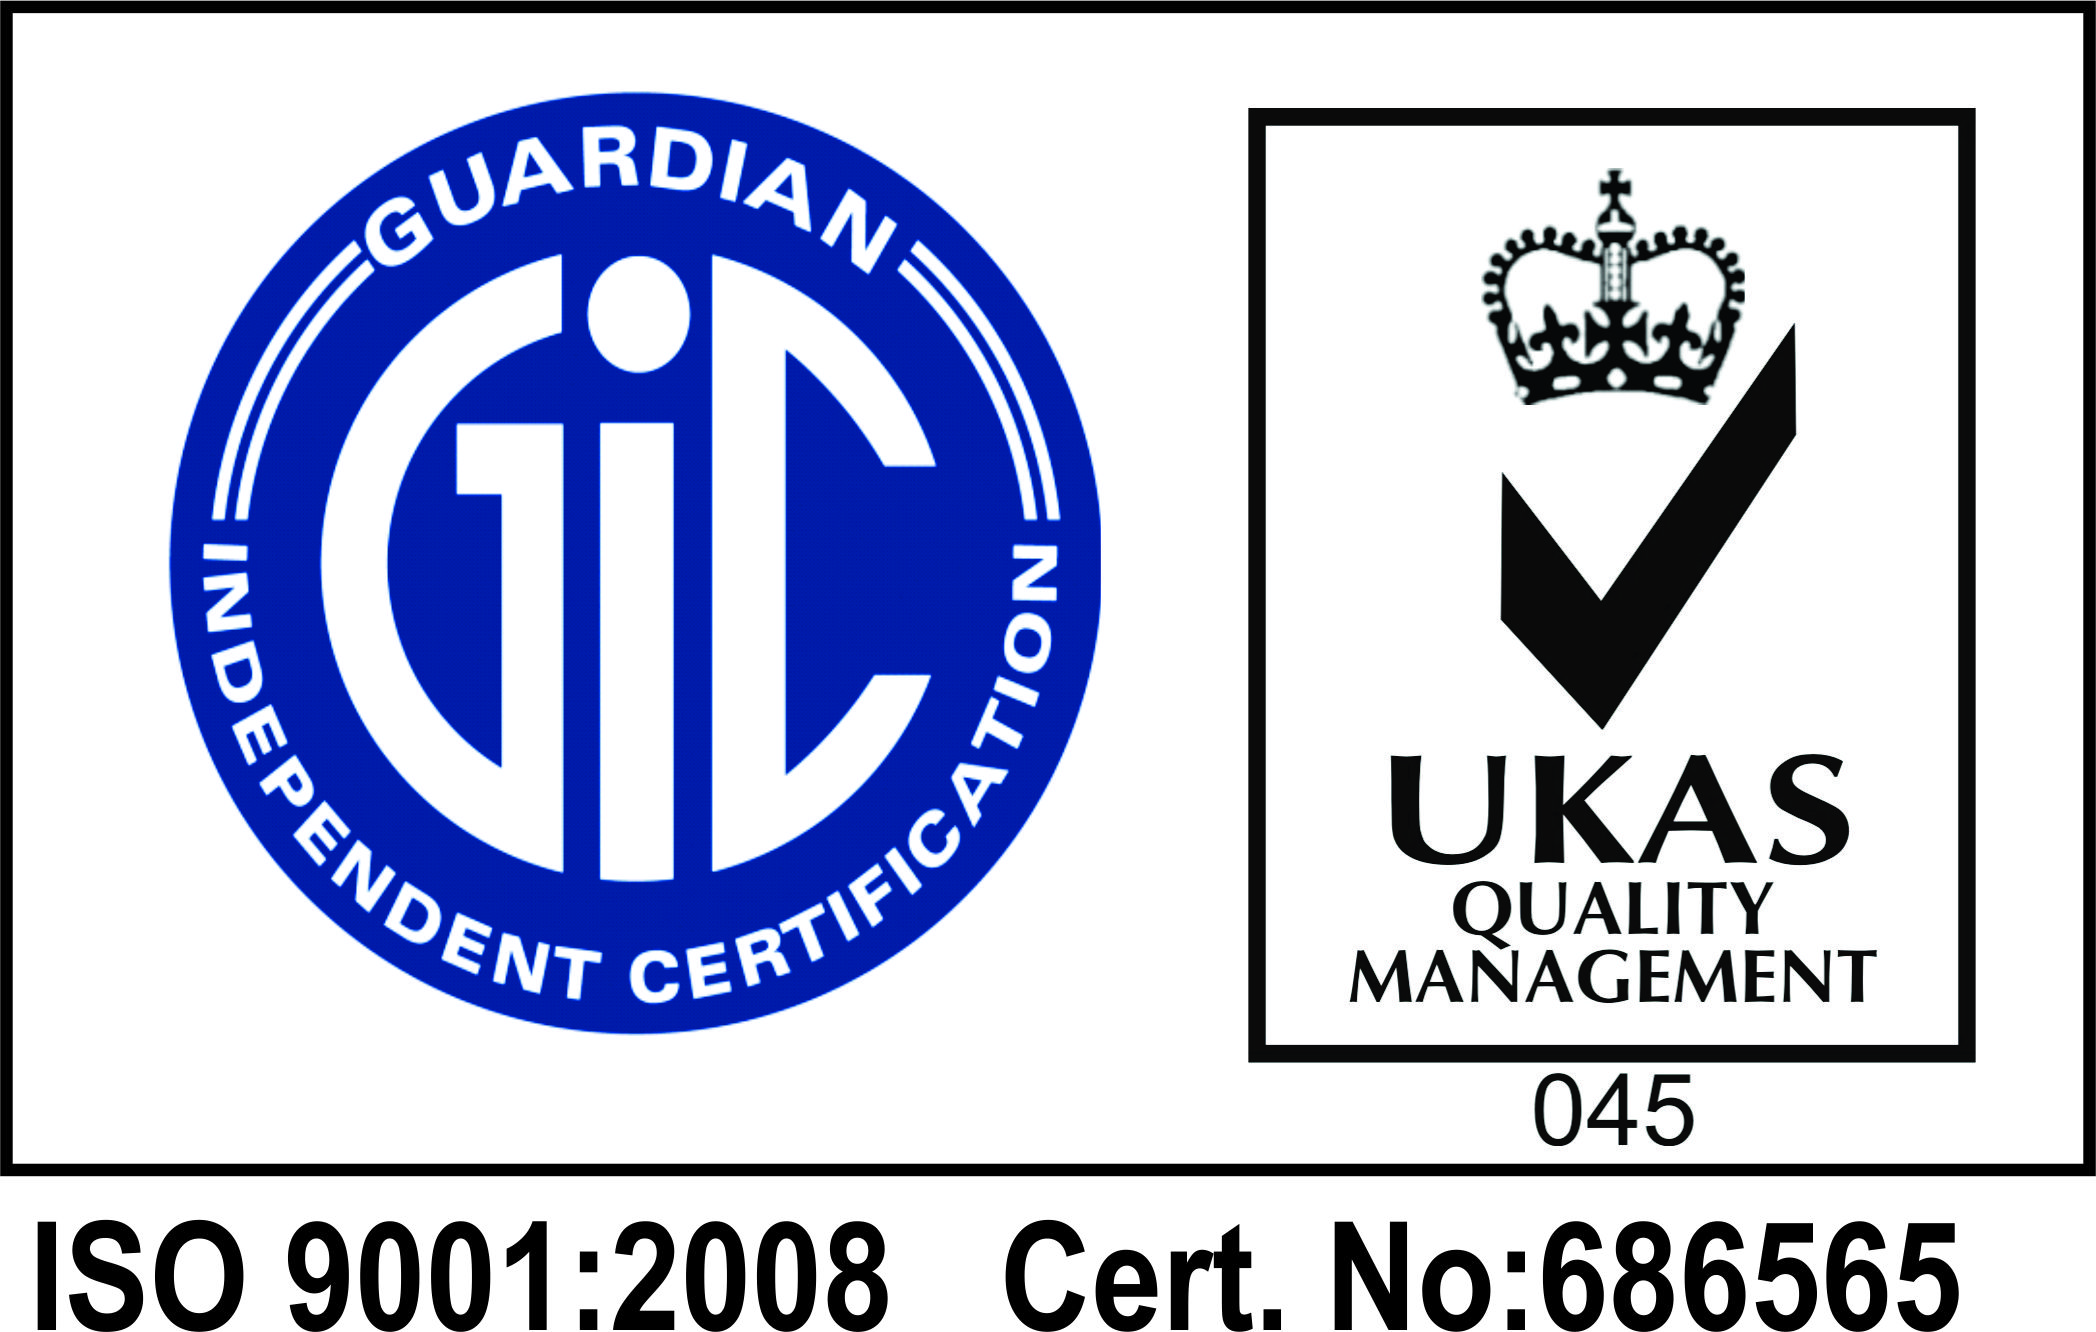 GUARDIAN
GiC
INDEPENDENT CERTIFICATION
UKAS
QUALITY
MANAGEMENT
045
ISO 9001:2008 Cert. No:686565